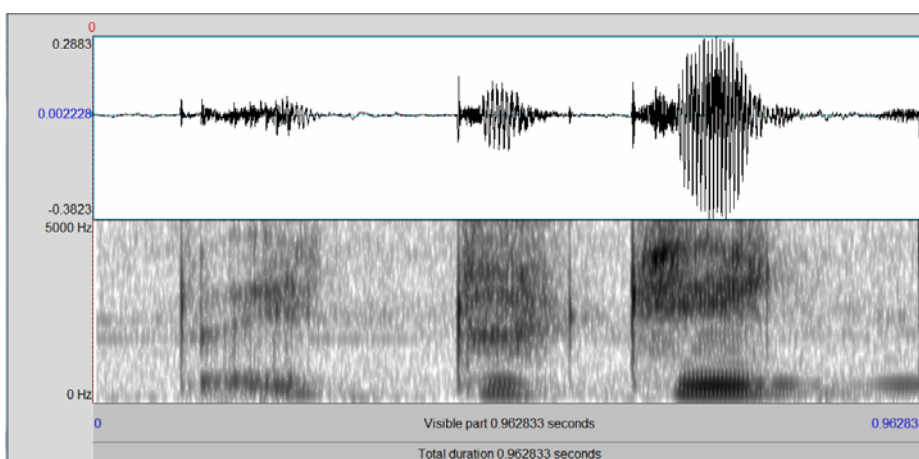 0
0.2883
0.002228
-0.3823
5000 Hz
0 Hz
0 Visible part 0.962833 seconds 0.962833
Total duration 0.962833 seconds